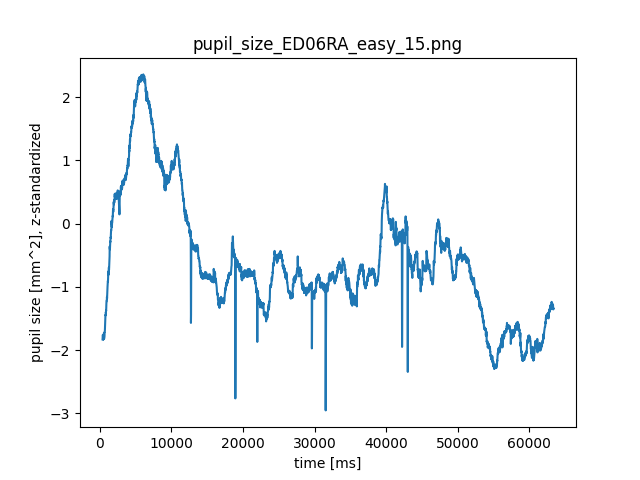 pupil_size_ED06RA_easy_15.png
pupil size [mm^2], z-standardized
2
1
0
−1
−2
−3
0 10000 20000 30000 40000 50000 60000
time [ms]